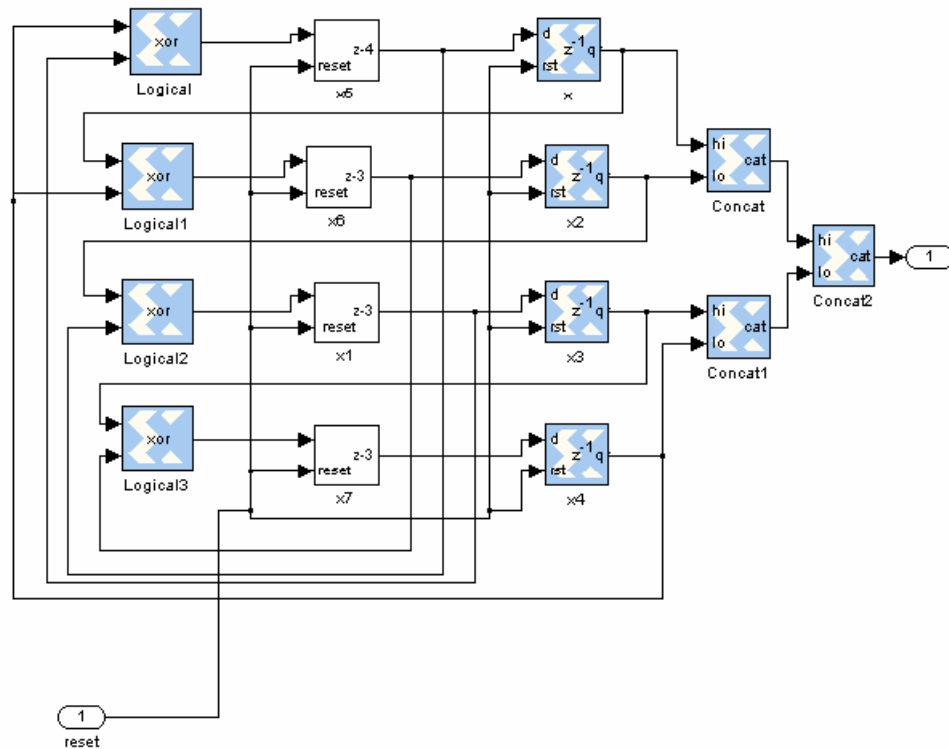 xor
Logical
z-4
reset
x5
d
z-1 q
rst
x
xor
Logical1
z-3
reset
x6
d
z-1 q
rst
x2
hi
cat
lo
Concat
hi
cat
lo
Concat2
1
xor
Logical2
z-3
reset
x1
d
z-1 q
rst
x3
hi
cat
lo
Concat1
xor
Logical3
z-3
reset
x7
d
z-1 q
rst
x4
1
reset